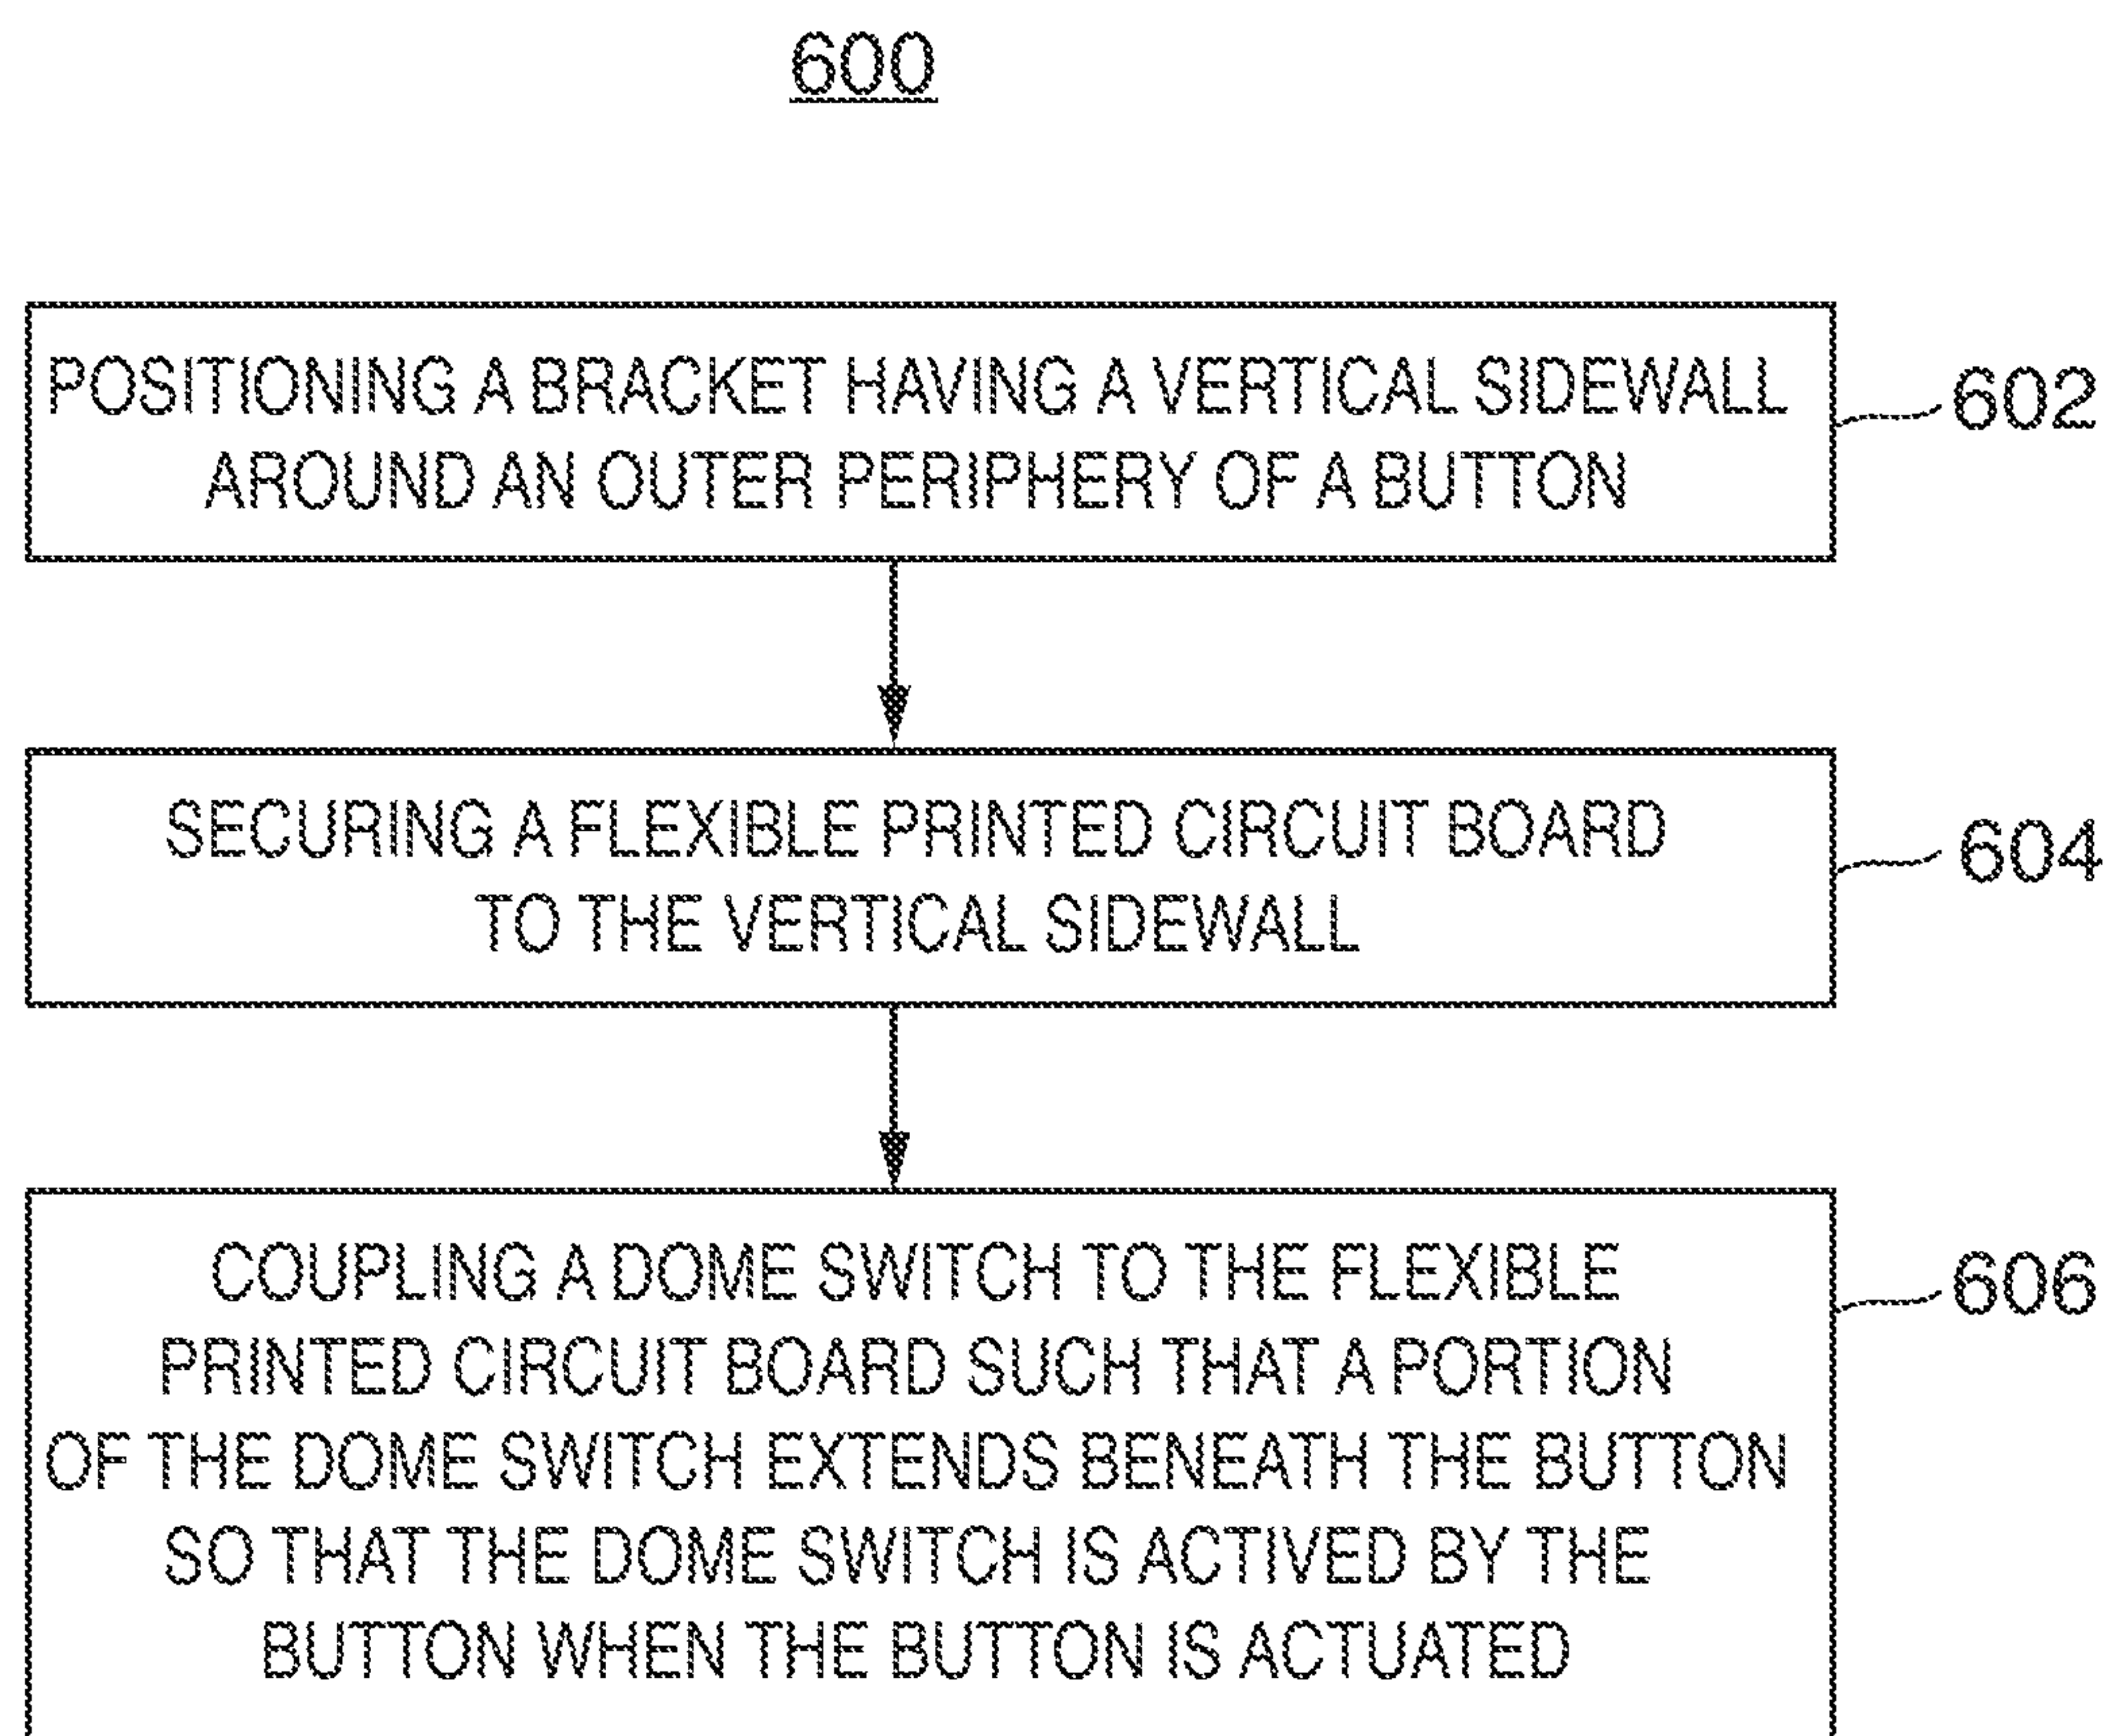 600
POSITIONING A BRACKET HAVING A VERTICAL SIDEWALL
AROUND AN OUTER PERIPHERY OF A BUTTON
602
SECURING A FLEXIBLE PRINTED CIRCUIT BOARD
TO THE VERTICAL SIDEWALL
604
COUPLING A DOME SWITCH TO THE FLEXIBLE
PRINTED CIRCUIT BOARD SUCH THAT A PORTION
OF THE DOME SWITCH EXTENDS BENEATH THE BUTTON
SO THAT THE DOME SWITCH IS ACTIVED BY THE
BUTTON WHEN THE BUTTON IS ACTUATED
606